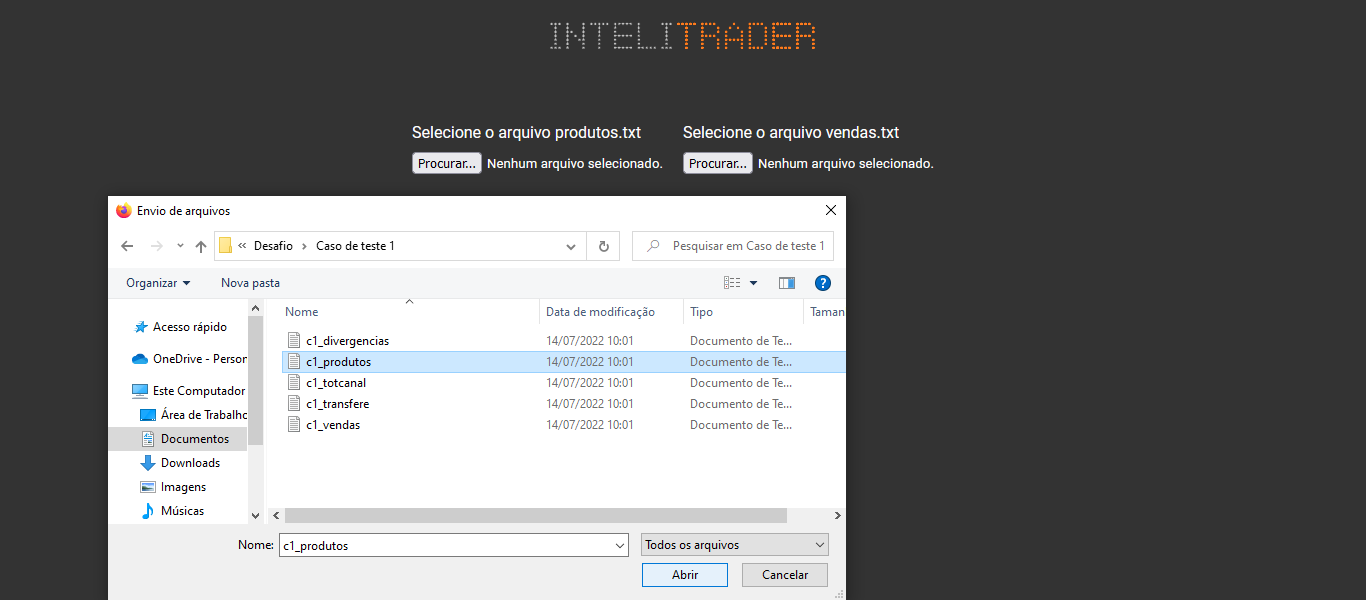 INTELITRADER
Selecione o arquivo produtos.txt
Selecione o arquivo vendas.txt
Procurar... Nenhum arquivo selecionado.
Procurar... Nenhum arquivo selecionado.
Envio de arquivos
« Desafio › Caso de teste 1
Pesquisar em Caso de teste 1
Organizar
Nova pasta
?
Acesso rápido
OneDrive - Person
Este Computador
Área de Trabalho
Documentos
Downloads
Imagens
Músicas
Nome Data de modificação Tipo Taman
c1_divergencias 14/07/2022 10:01 Documento de Te...
c1_produtos 14/07/2022 10:01 Documento de Te...
c1_totcanal 14/07/2022 10:01 Documento de Te...
c1_transfere 14/07/2022 10:01 Documento de Te...
c1_vendas 14/07/2022 10:01 Documento de Te...
Nome: c1_produtos
Todos os arquivos
Abrir
Cancelar